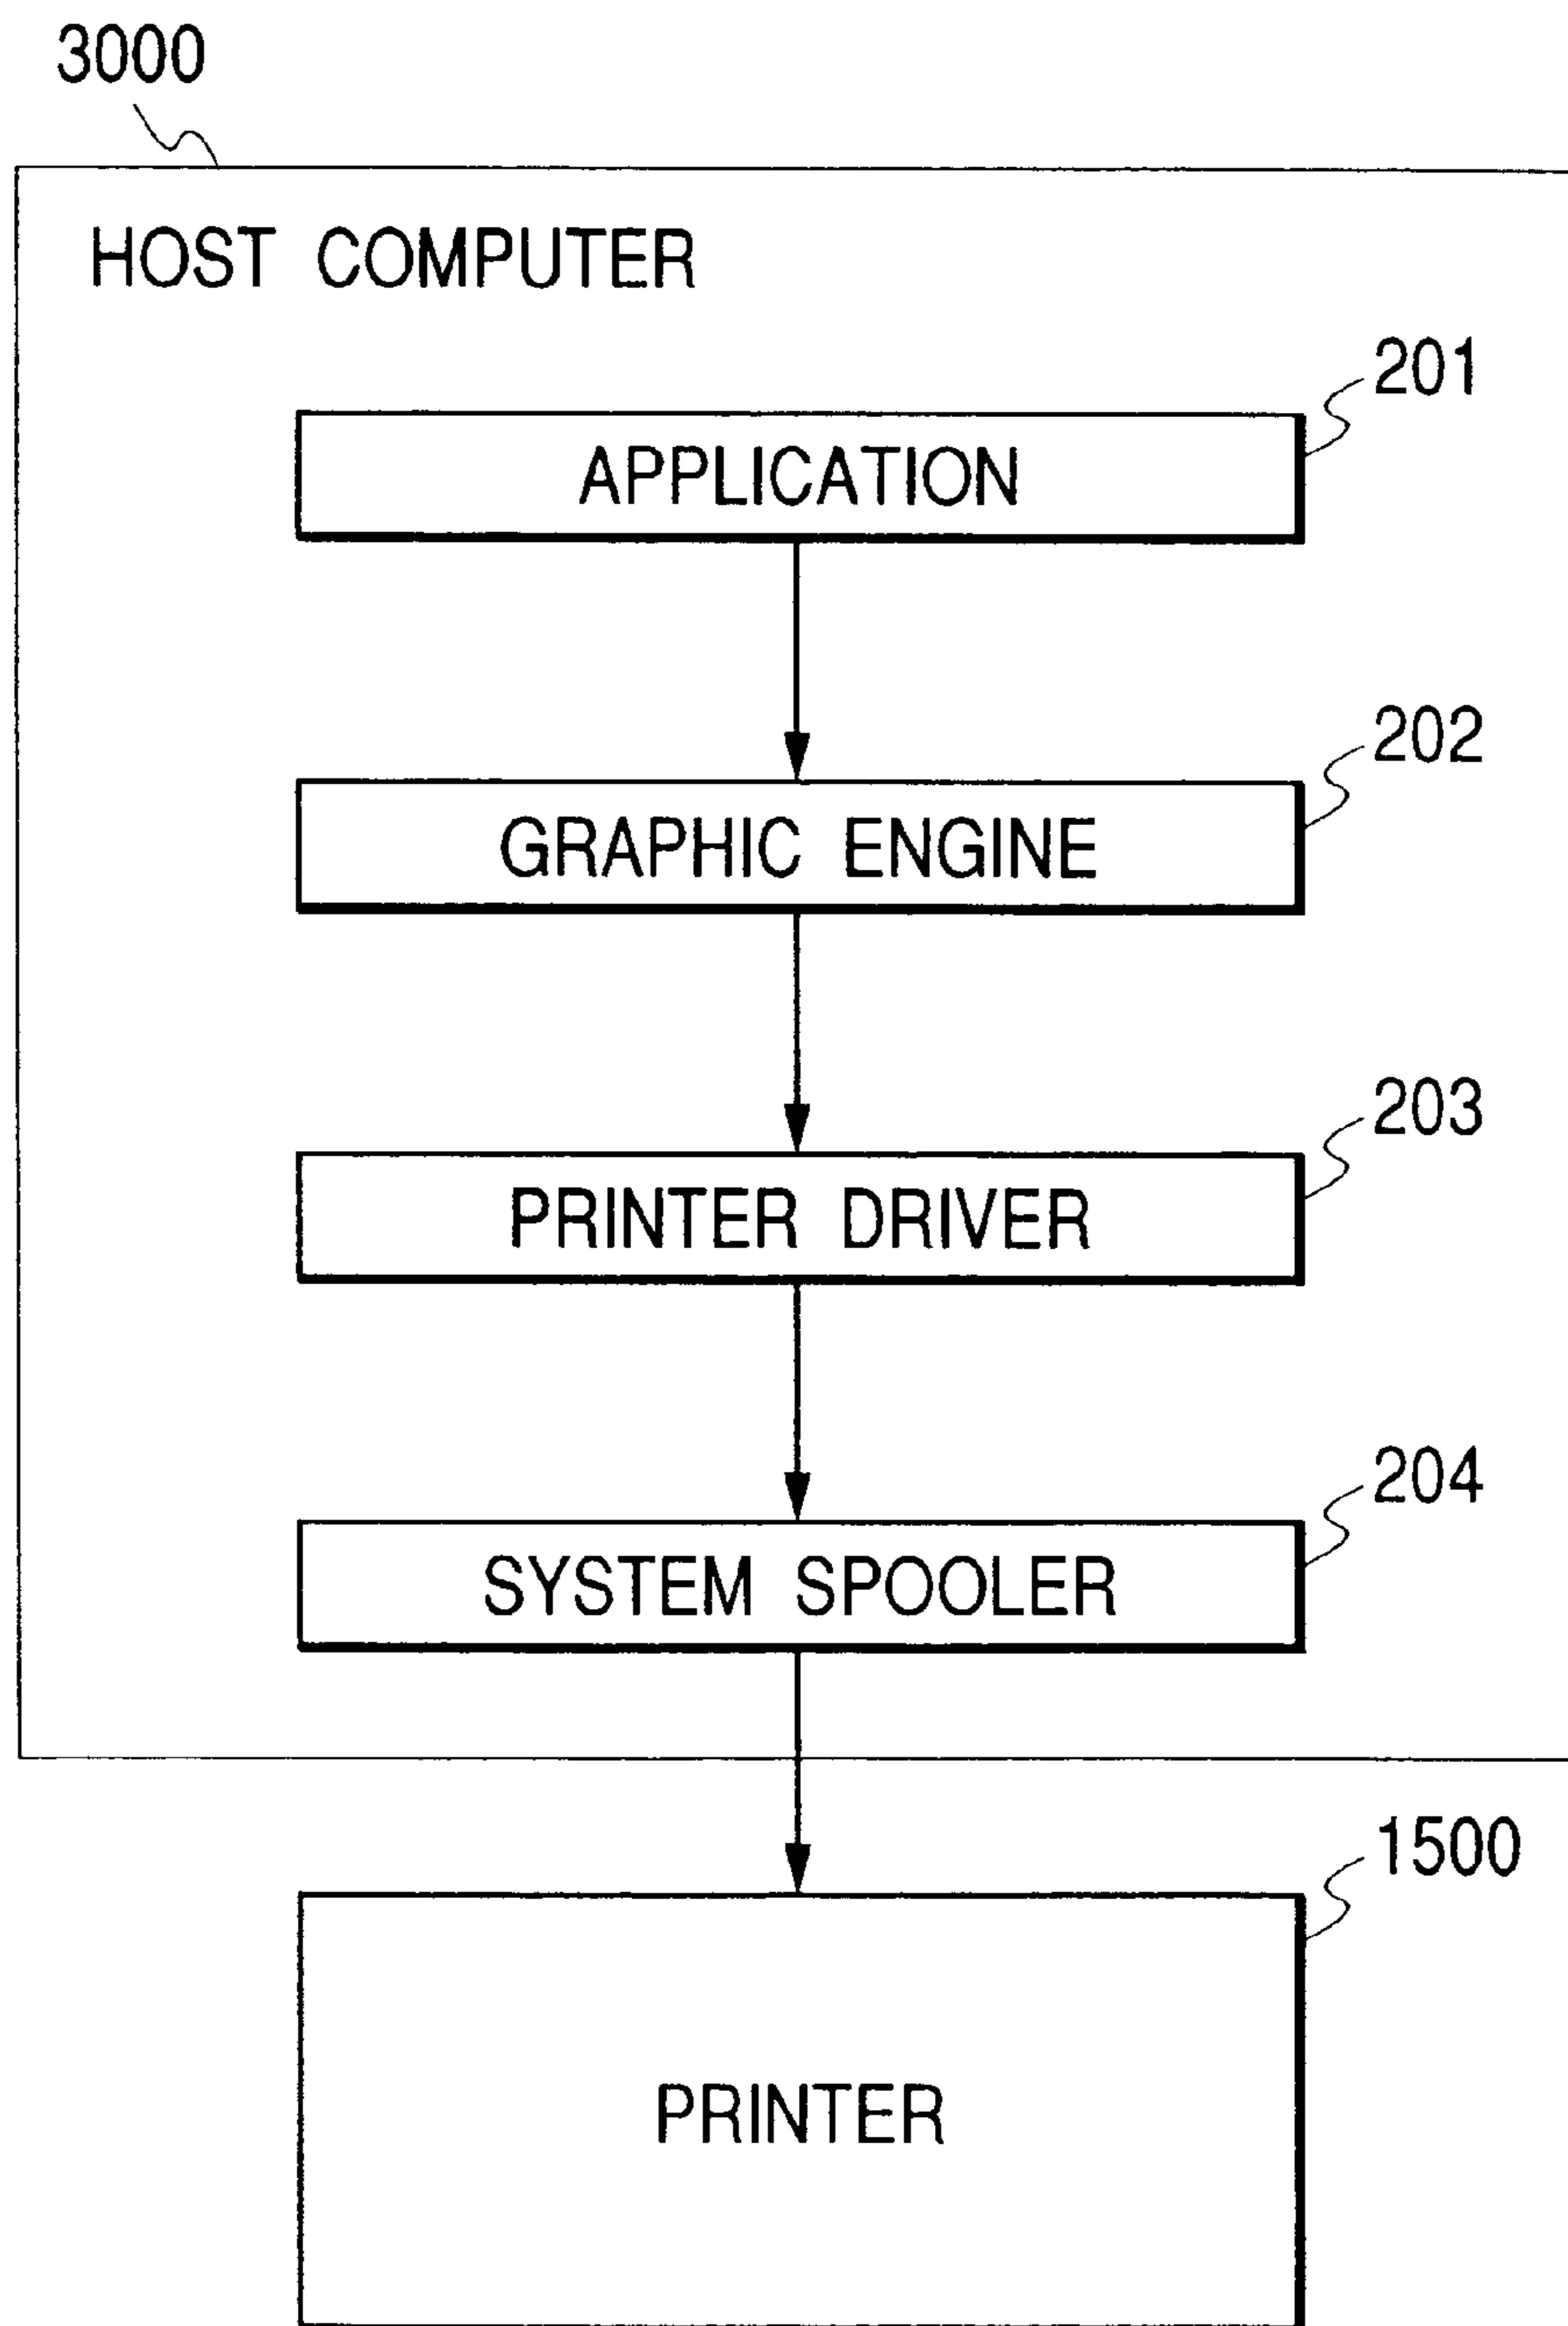 3000
HOST COMPUTER
201
APPLICATION
202
GRAPHIC ENGINE
203
PRINTER DRIVER
204
SYSTEM SPOOLER
1500
PRINTER